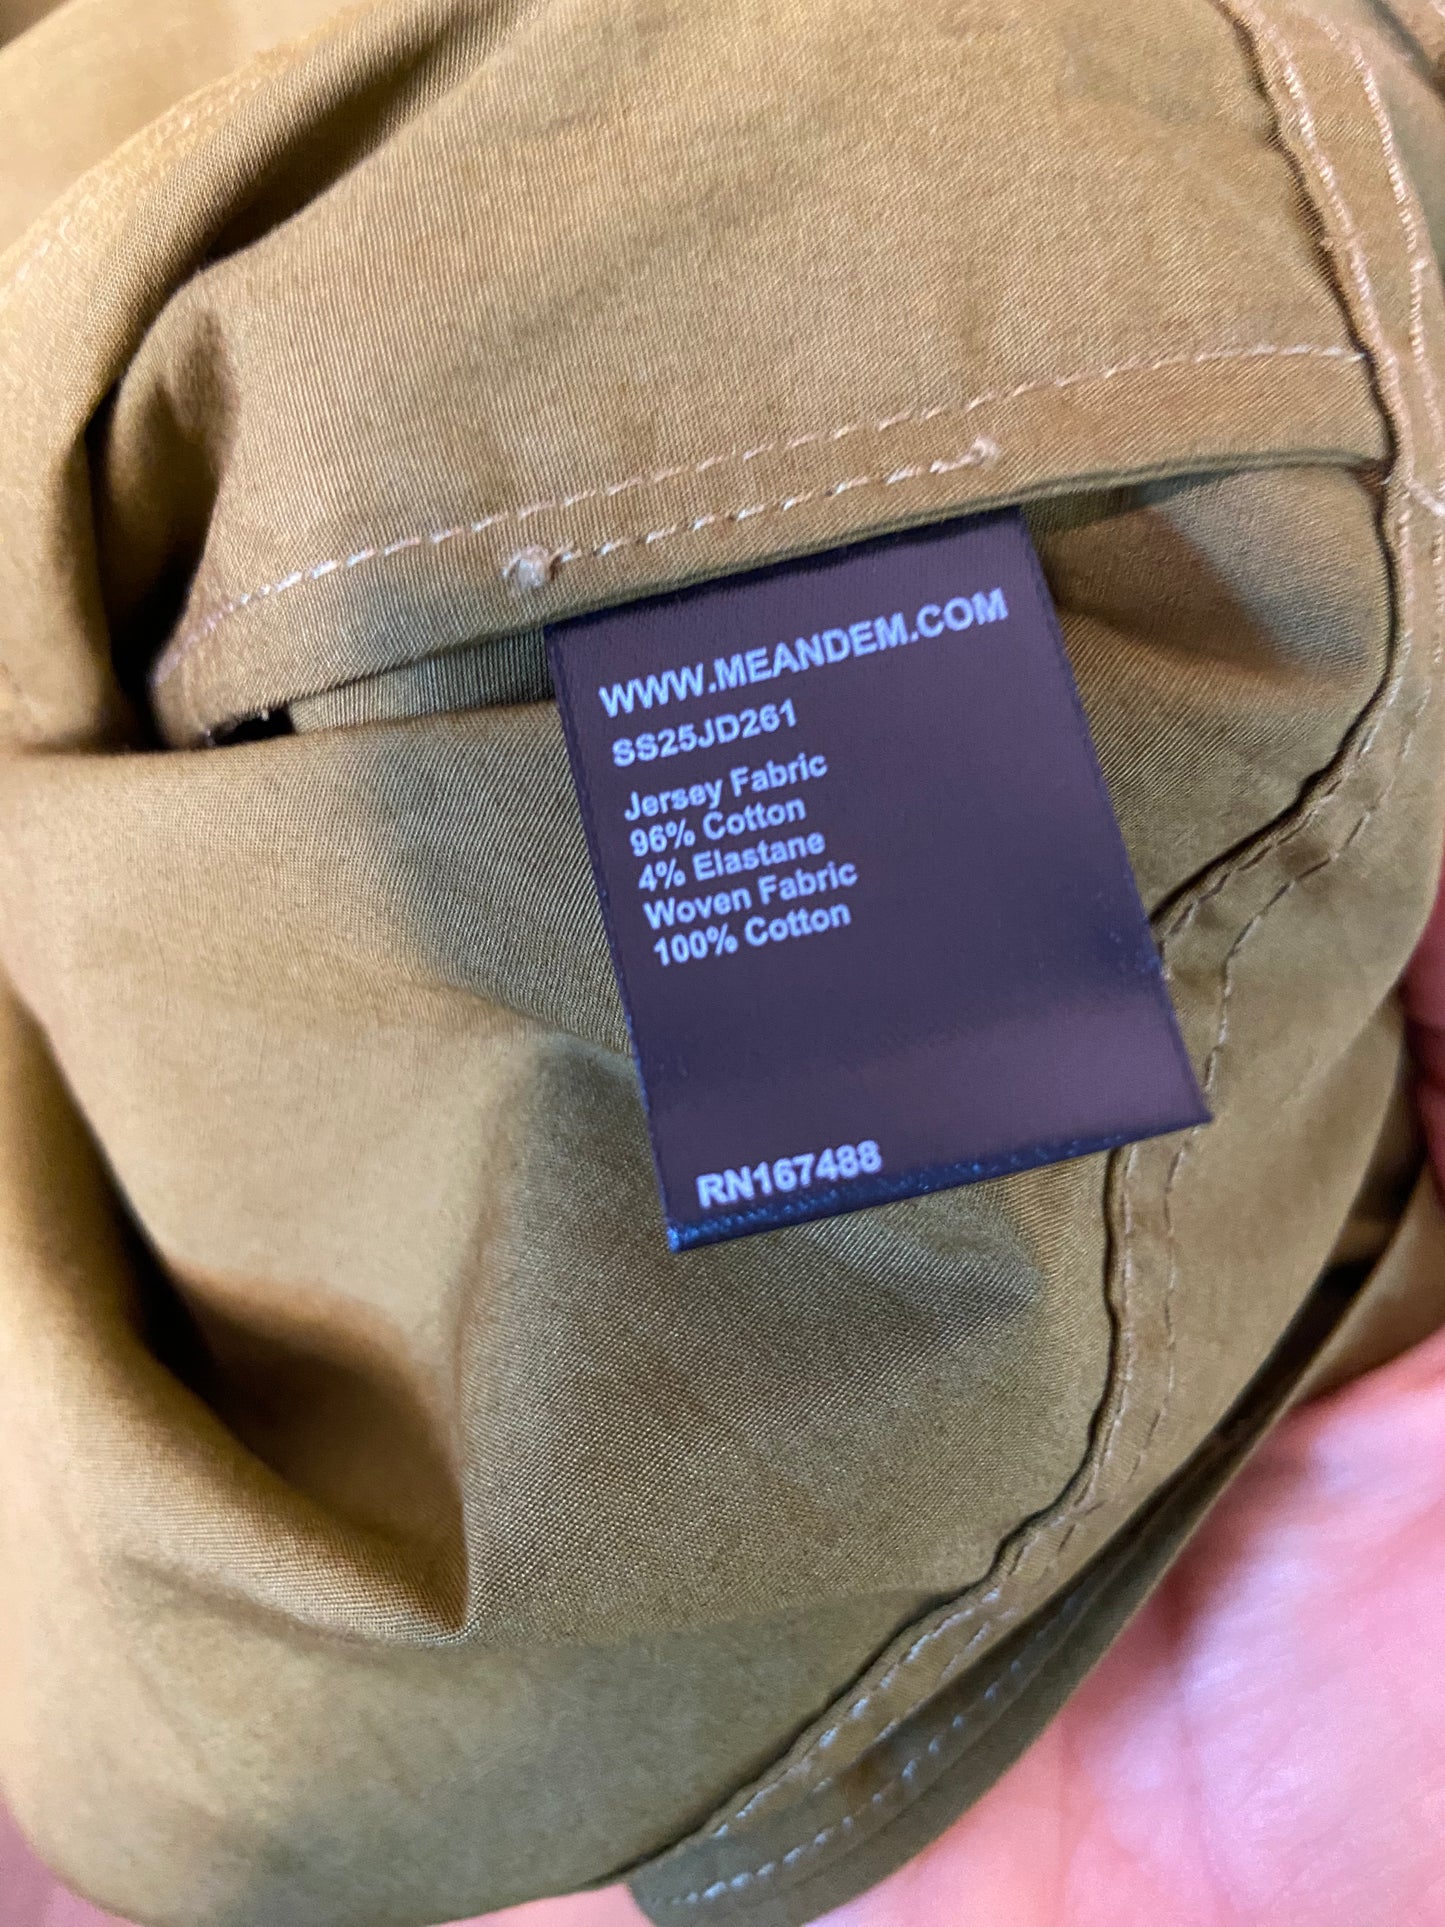 WWW.MEANDEM.COM
SS25JD261
Jersey Fabric
96% Cotton
4% Elastane
Woven Fabric
100% Cotton
RN167488